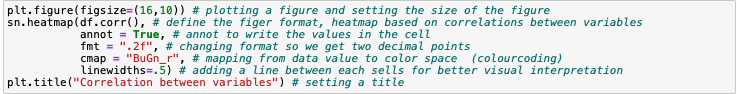 plt.figure(figsize=(16,10)) # plotting a figure and setting the size of the figure
sn.heatmap(df.corr(), # define the figer format, heatmap based on correlations between variables
annot = True, # annot to write the values in the cell
fmt = ".2f", # changing format so we get two decimal points
cmap = "BuGn_r", # mapping from data value to color space  (colourcoding)
linewidths=.5) # adding a line between each sells for better visual interpretation
plt.title("Correlation between variables") # setting a title